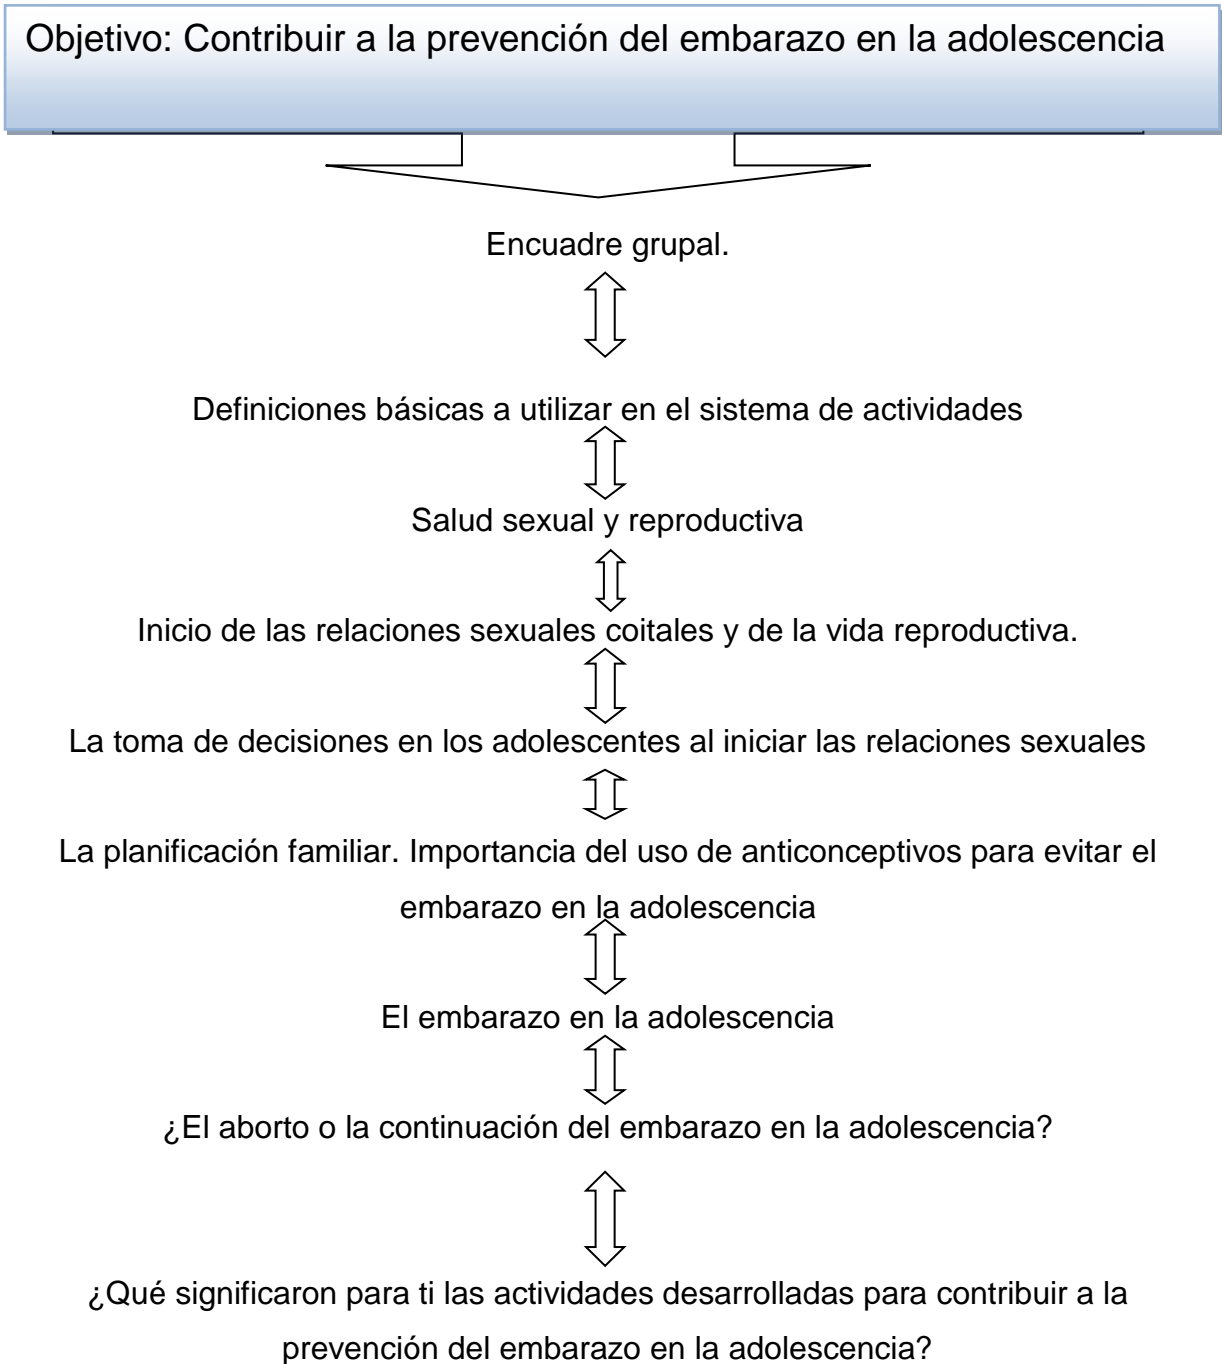 Objetivo: Contribuir a la prevención del embarazo en la adolescencia
Encuadre grupal.
Definiciones básicas a utilizar en el sistema de actividades
Salud sexual y reproductiva
Inicio de las relaciones sexuales coitales y de la vida reproductiva.
La toma de decisiones en los adolescentes al iniciar las relaciones sexuales
La planificación familiar. Importancia del uso de anticonceptivos para evitar el
embarazo en la adolescencia
El embarazo en la adolescencia
¿El aborto o la continuación del embarazo en la adolescencia?
¿Qué significaron para ti las actividades desarrolladas para contribuir a la
prevención del embarazo en la adolescencia?